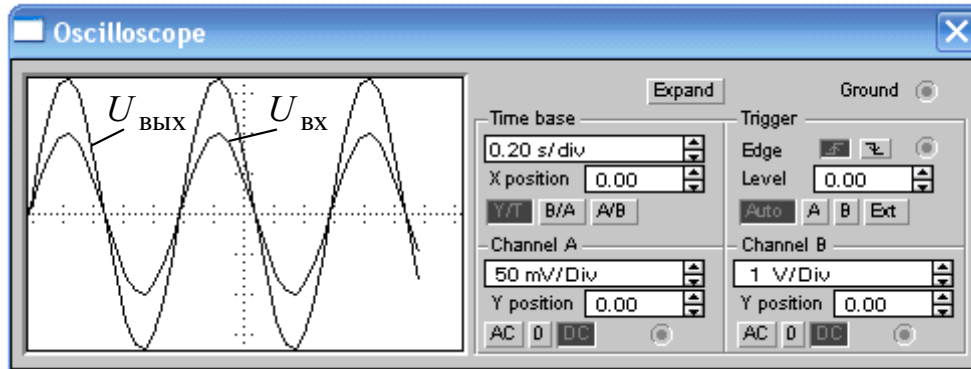 Oscilloscope
Expand
Ground
Time base
Trigger
0.20 s/div
Edge
X position 0.00
Level 0.00
Y/T B/A A/B
Auto A B Ext
Channel A
Channel B
50 mV/Div
1 V/Div
Y position 0.00
Y position 0.00
AC 0 DC
AC 0 DC
U вых
U вх